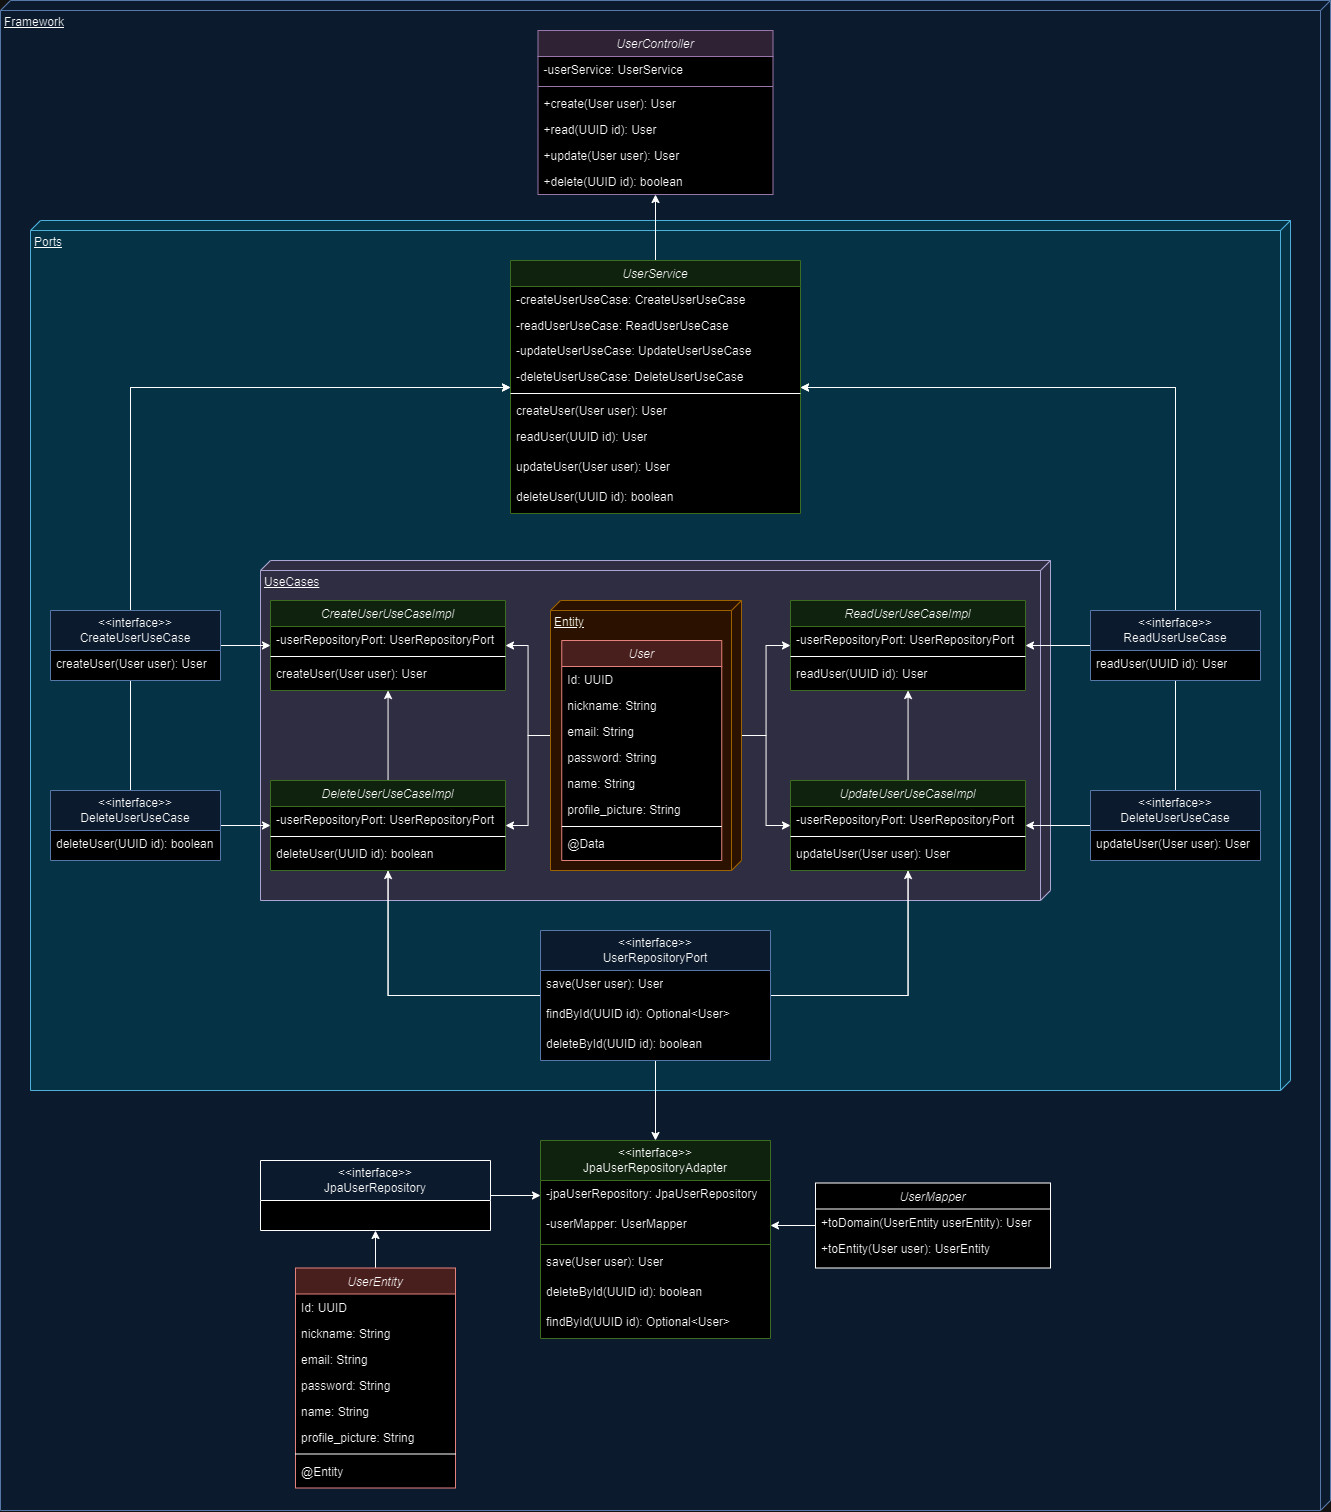 Framework
UserController
-userService: UserService
+create(User user): User
+read(UUID id): User
+update(User user): User
+delete(UUID id): boolean
Ports
UserService
-createUserUseCase: CreateUserUseCase
-readUserUseCase: ReadUserUseCase
-updateUserUseCase: UpdateUserUseCase
-deleteUserUseCase: DeleteUserUseCase
createUser(User user): User
readUser(UUID id): User
updateUser(User user): User
deleteUser(UUID id): boolean
<<interface>>
CreateUserUseCase
createUser(User user): User
<<interface>>
DeleteUserUseCase
deleteUser(UUID id): boolean
UseCases
CreateUserUseCaseImpl
-userRepositoryPort: UserRepositoryPort
createUser(User user): User
DeleteUserUseCaseImpl
-userRepositoryPort: UserRepositoryPort
deleteUser(UUID id): boolean
Entity
User
Id: UUID
nickname: String
email: String
password: String
name: String
profile_picture: String
@Data
ReadUserUseCaseImpl
-userRepositoryPort: UserRepositoryPort
readUser(UUID id): User
UpdateUserUseCaseImpl
-userRepositoryPort: UserRepositoryPort
updateUser(User user): User
<<interface>>
ReadUserUseCase
readUser(UUID id): User
<<interface>>
DeleteUserUseCase
updateUser(User user): User
<<interface>>
UserRepositoryPort
save(User user): User
findById(UUID id): Optional<User>
deleteById(UUID id): boolean
<<interface>>
JpaUserRepository
<<interface>>
JpaUserRepositoryAdapter
-jpaUserRepository: JpaUserRepository
-userMapper: UserMapper
save(User user): User
deleteById(UUID id): boolean
findById(UUID id): Optional<User>
UserMapper
+toDomain(UserEntity userEntity): User
+toEntity(User user): UserEntity
UserEntity
Id: UUID
nickname: String
email: String
password: String
name: String
profile_picture: String
@Entity